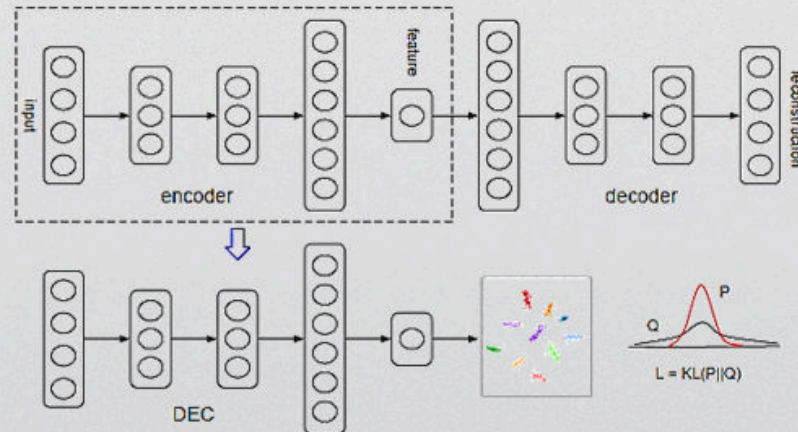 input
feature
reconstruction
encoder
decoder
P
Q
L = KL(P||Q)
DEC